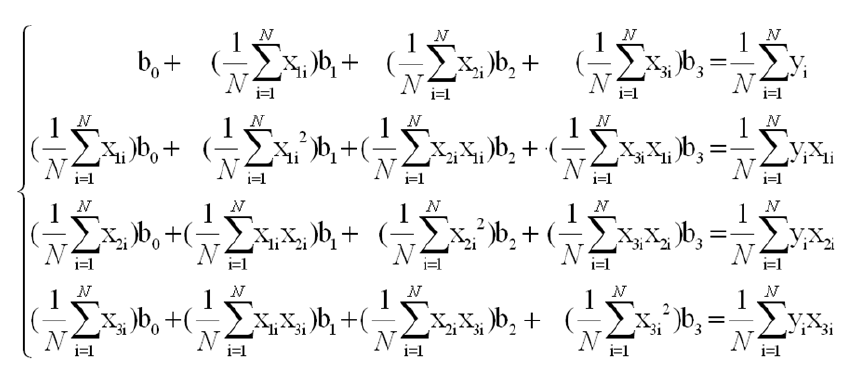 b₀ + (1/N ∑ᵢ₌₁ᴺ x₁ᵢ)b₁ + (1/N ∑ᵢ₌₁ᴺ x₂ᵢ)b₂ + (1/N ∑ᵢ₌₁ᴺ x₃ᵢ)b₃ = 1/N ∑ᵢ₌₁ᴺ yᵢ
(1/N ∑ᵢ₌₁ᴺ x₁ᵢ)b₀ + (1/N ∑ᵢ₌₁ᴺ x₁ᵢ²)b₁ + (1/N ∑ᵢ₌₁ᴺ x₂ᵢx₁ᵢ)b₂ + (1/N ∑ᵢ₌₁ᴺ x₃ᵢx₁ᵢ)b₃ = 1/N ∑ᵢ₌₁ᴺ yᵢx₁ᵢ
(1/N ∑ᵢ₌₁ᴺ x₂ᵢ)b₀ + (1/N ∑ᵢ₌₁ᴺ x₁ᵢx₂ᵢ)b₁ + (1/N ∑ᵢ₌₁ᴺ x₂ᵢ²)b₂ + (1/N ∑ᵢ₌₁ᴺ x₃ᵢx₂ᵢ)b₃ = 1/N ∑ᵢ₌₁ᴺ yᵢx₂ᵢ
(1/N ∑ᵢ₌₁ᴺ x₃ᵢ)b₀ + (1/N ∑ᵢ₌₁ᴺ x₁ᵢx₃ᵢ)b₁ + (1/N ∑ᵢ₌₁ᴺ x₂ᵢx₃ᵢ)b₂ + (1/N ∑ᵢ₌₁ᴺ x₃ᵢ²)b₃ = 1/N ∑ᵢ₌₁ᴺ yᵢx₃ᵢ